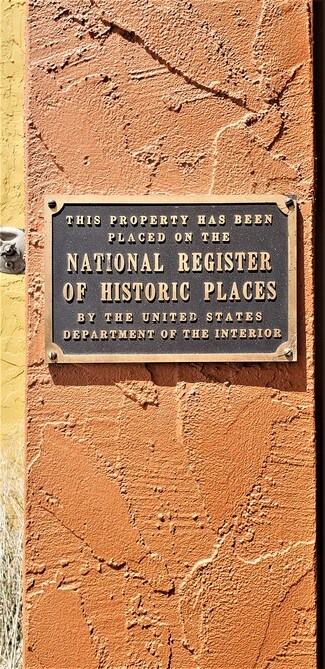 THIS PROPERTY HAS BEEN
PLACED ON THE
NATIONAL REGISTER
OF HISTORIC PLACES
BY THE UNITED STATES
DEPARTMENT OF THE INTERIOR